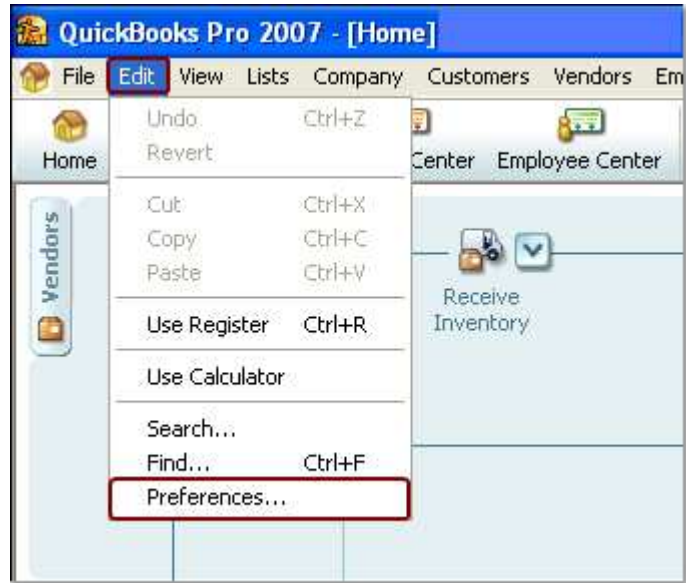 QuickBooks Pro 2007 - [Home]
File Edit View Lists Company Customers Vendors Em
Home Center Employee Center
Undo Ctrl+Z
Revert
Cut Ctrl+X
Copy Ctrl+C
Paste Ctrl+V
Use Register Ctrl+R
Use Calculator
Search...
Find... Ctrl+F
Preferences...
Vendors
Receive
Inventory